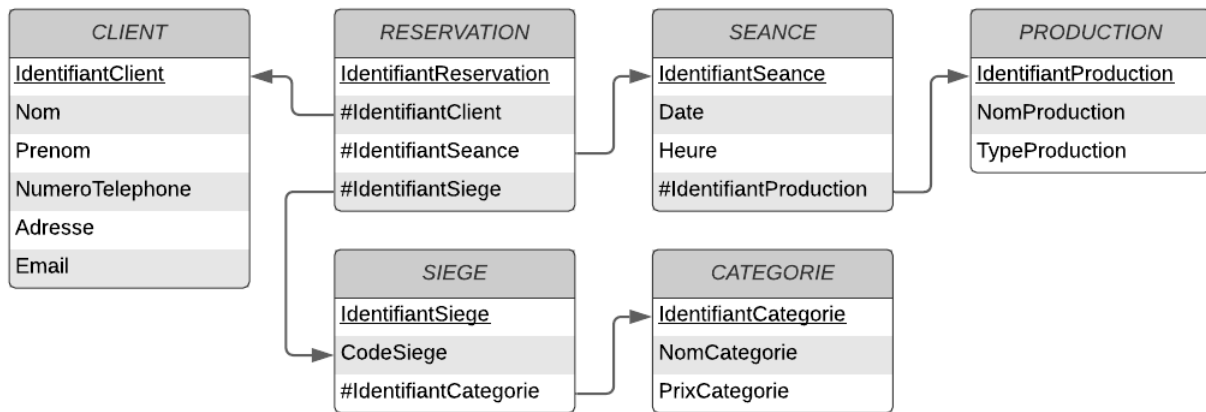 CLIENT
IdentifiantClient
Nom
Prenom
NumeroTelephone
Adresse
Email
RESERVATION
IdentifiantReservation
#IdentifiantClient
#IdentifiantSeance
#IdentifiantSiege
SEANCE
IdentifiantSeance
Date
Heure
#IdentifiantProduction
PRODUCTION
IdentifiantProduction
NomProduction
TypeProduction
SIEGE
IdentifiantSiege
CodeSiege
#IdentifiantCategorie
CATEGORIE
IdentifiantCategorie
NomCategorie
PrixCategorie